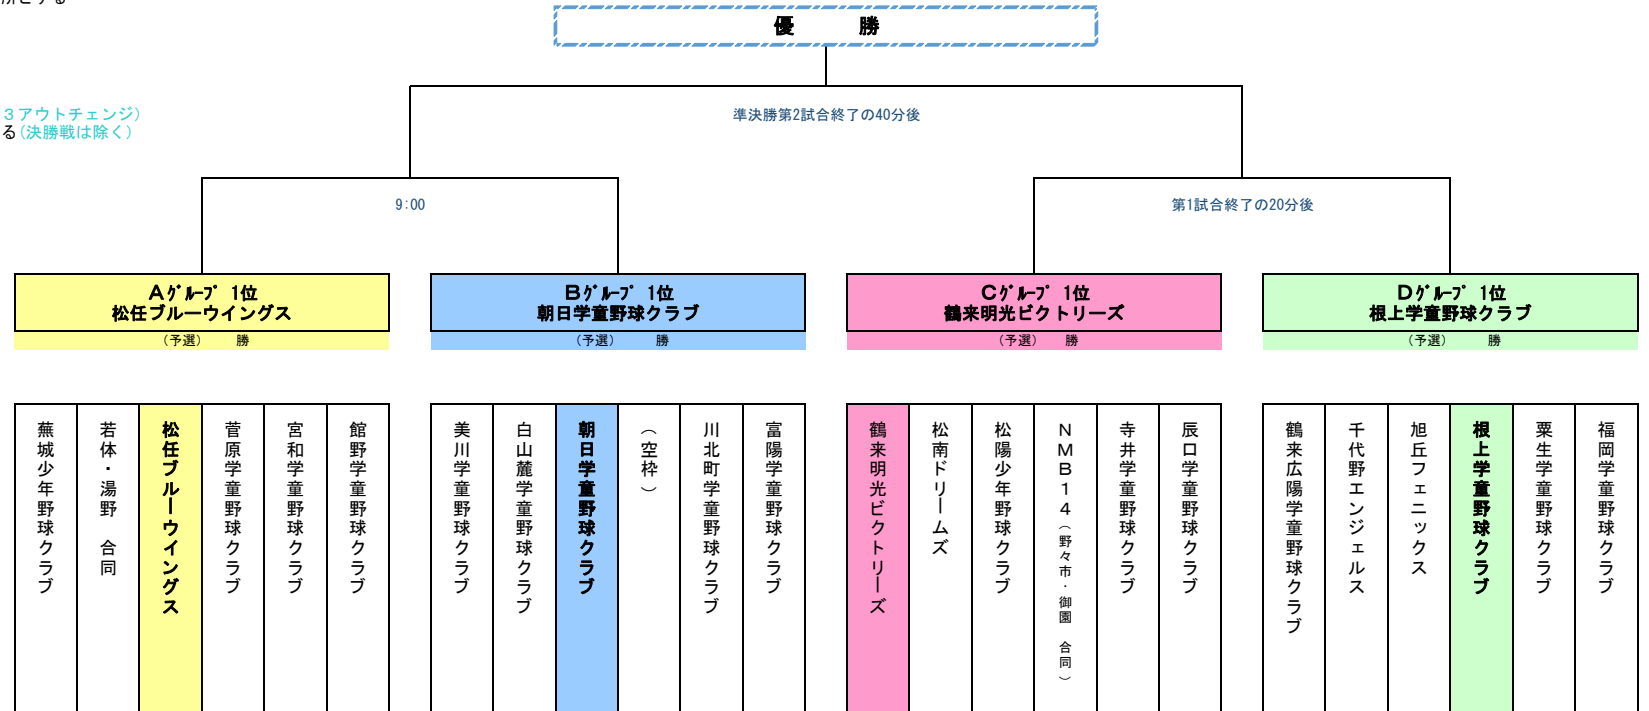 所とする
優　　勝
3アウトチェンジ)
る(決勝戦は除く)
準決勝第2試合終了の40分後
9:00
第1試合終了の20分後
Aｸﾞﾙｰﾌﾟ 1位
松任ブルーウイングス
(予選)　勝
Bｸﾞﾙｰﾌﾟ 1位
朝日学童野球クラブ
(予選)　勝
Cｸﾞﾙｰﾌﾟ 1位
鶴来明光ビクトリーズ
(予選)　勝
Dｸﾞﾙｰﾌﾟ 1位
根上学童野球クラブ
(予選)　勝
蕪城少年野球クラブ
若体・湯野　合同
松任ブルーウイングス
菅原学童野球クラブ
宮和学童野球クラブ
館野学童野球クラブ
美川学童野球クラブ
白山麓学童野球クラブ
朝日学童野球クラブ
（空枠）
川北町学童野球クラブ
富陽学童野球クラブ
鶴来明光ビクトリーズ
松南ドリームズ
松陽少年野球クラブ
NMB14（野々市・御園　合同）
寺井学童野球クラブ
辰口学童野球クラブ
鶴来広陽学童野球クラブ
千代野エンジェルス
旭丘フェニックス
根上学童野球クラブ
粟生学童野球クラブ
福岡学童野球クラブ